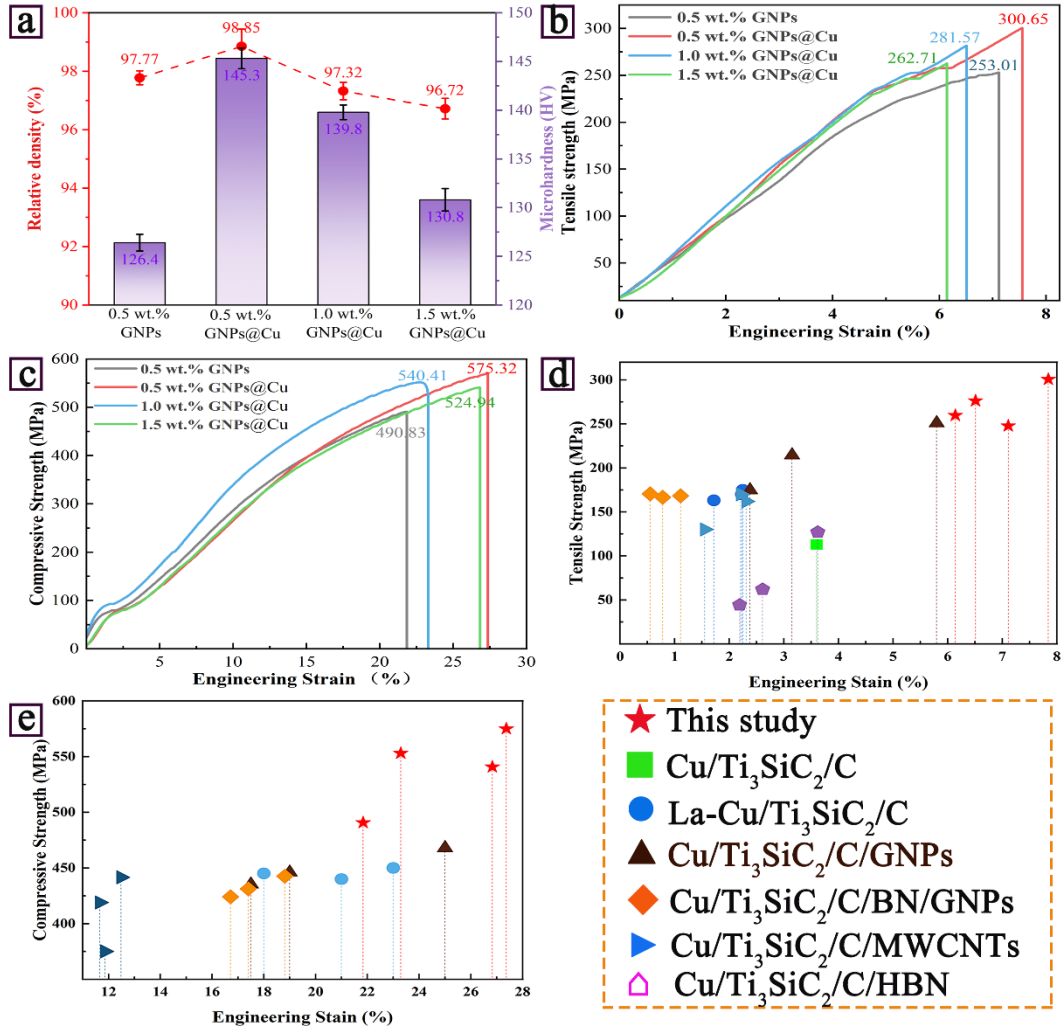 a
Relative density (%)
100
98
96
94
92
90
97.77
98.85
97.32
96.72
126.4
145.3
139.8
130.8
0.5 wt.% GNPs
0.5 wt.% GNPs@Cu
1.0 wt.% GNPs@Cu
1.5 wt.% GNPs@Cu
150
145
140
135
130
125
120
Microhardness (HV)
b
Tensile strength (MPa)
300
250
200
150
100
50
0.5 wt.% GNPs
0.5 wt.% GNPs@Cu
1.0 wt.% GNPs@Cu
1.5 wt.% GNPs@Cu
300.65
281.57
262.71
253.01
0 2 4 6 8
Engineering Strain (%)
c
Compressive Strength (MPa)
600
500
400
300
200
100
0
0.5 wt.% GNPs
0.5 wt.% GNPs@Cu
1.0 wt.% GNPs@Cu
1.5 wt.% GNPs@Cu
575.32
540.41
524.94
490.83
5 10 15 20 25 30
Engineering Strain（%）
d
Tensile Strength (MPa)
300
250
200
150
100
50
0 1 2 3 4 5 6 7 8
Engineering Stain (%)
e
Compressive Strength (MPa)
600
550
500
450
400
12 14 16 18 20 22 24 26 28
Engineering Stain (%)
This study
Cu/Ti₃SiC₂/C
La-Cu/Ti₃SiC₂/C
Cu/Ti₃SiC₂/C/GNPs
Cu/Ti₃SiC₂/C/BN/GNPs
Cu/Ti₃SiC₂/C/MWCNTs
Cu/Ti₃SiC₂/C/HBN